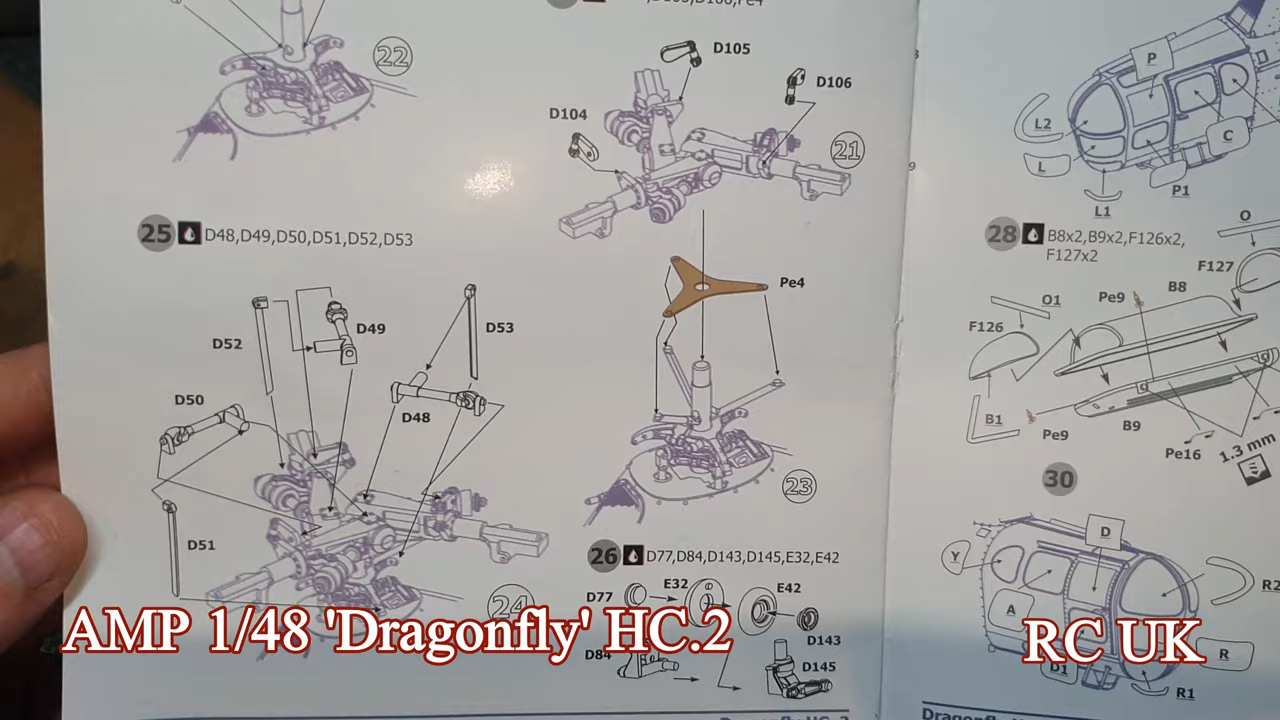 22
D105
D106
D104
21
25
D48,D49,D50,D51,D52,D53
D52
D49
D53
D50
D48
D51
24
Pe4
23
26
D77,D84,D143,D145,E32,E42
D77
E32
E42
D143
D84
D145
P
L2
L
C
P1
L1
28
B8x2,B9x2,F126x2,
F127x2
O
F127
O1
Pe9
B8
F126
B1
Pe9
B9
Pe16
1.3 mm
30
D
Y
A
R2
D1
R
R1
AMP 1/48 'Dragonfly' HC.2
RC UK